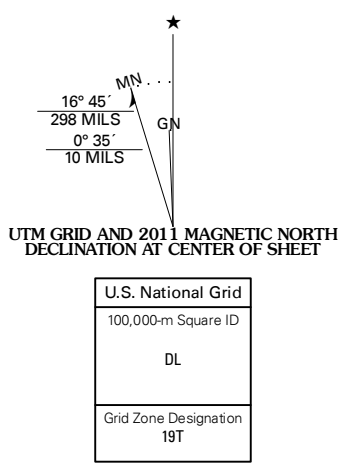 ★
MN
16° 45´
298 MILS
GN
0° 35´
10 MILS
UTM GRID AND 2011 MAGNETIC NORTH
DECLINATION AT CENTER OF SHEET
U.S. National Grid
100,000-m Square ID
DL
Grid Zone Designation
19T